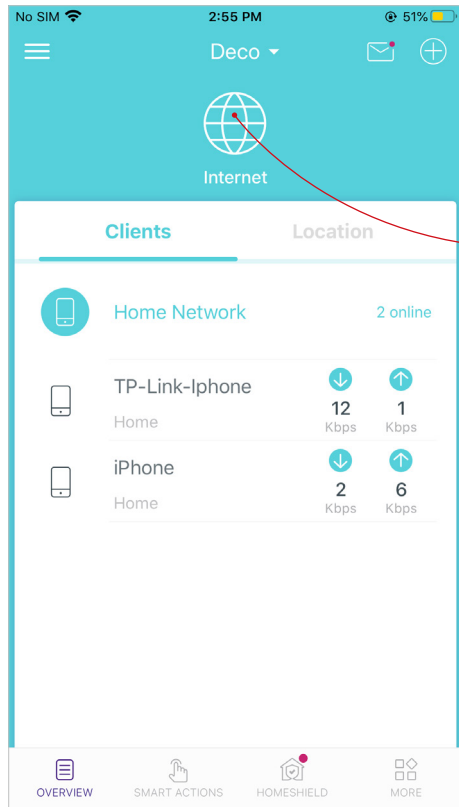 No SIM 2:55 PM 51%
Deco
Internet
Clients Location
Home Network 2 online
TP-Link-Iphone
12 1
Home Kbps Kbps
iPhone
2 6
Home Kbps Kbps
OVERVIEW SMART ACTIONS HOMESHIELD MORE